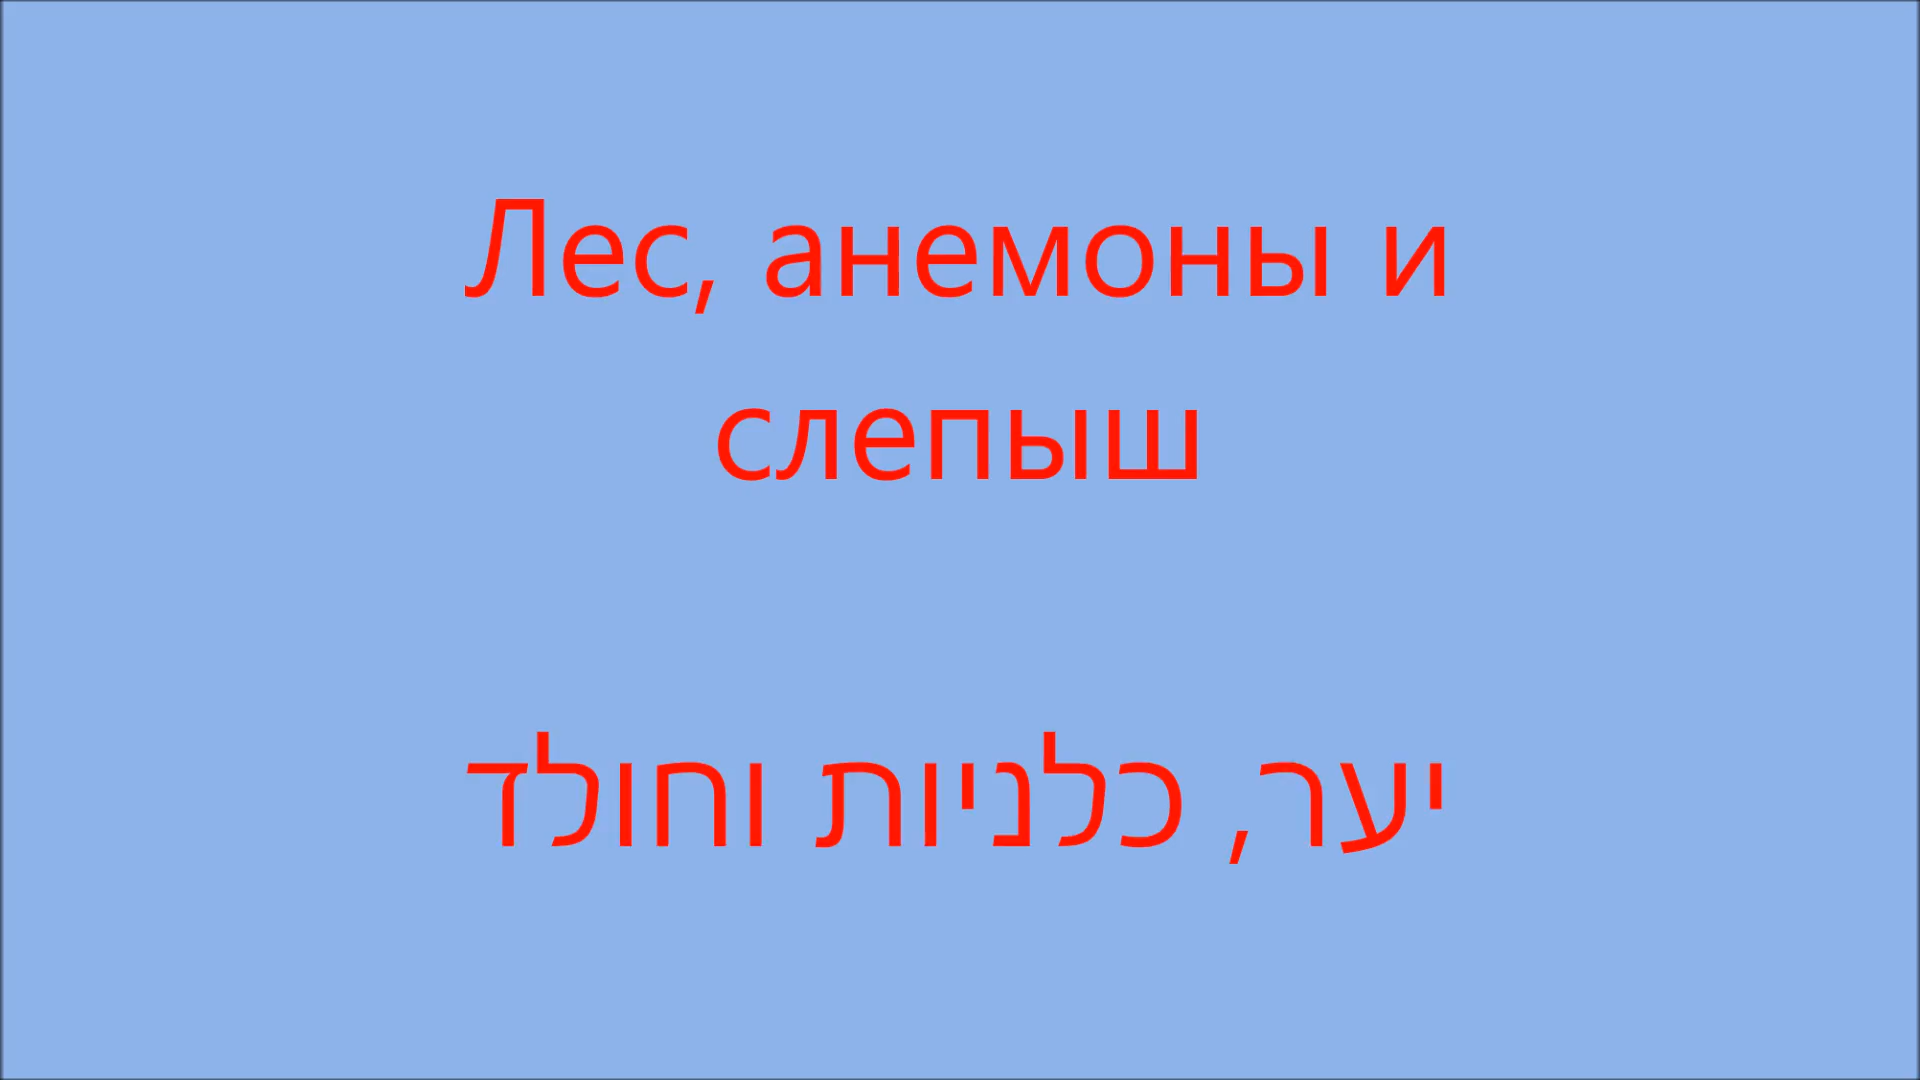 Лес, анемоны и
слепыш
יער, כלניות וחולד